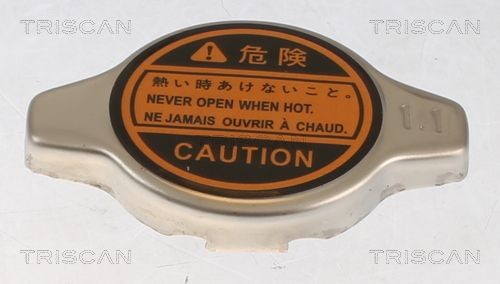 TRISCAN TRISCAN
⚠危険
熱い時あけないこと。
NEVER OPEN WHEN HOT.
NE JAMAIS OUVRIR À CHAUD.
TRISCAN
CAUTION
1.1
TRISCAN TRISCAN